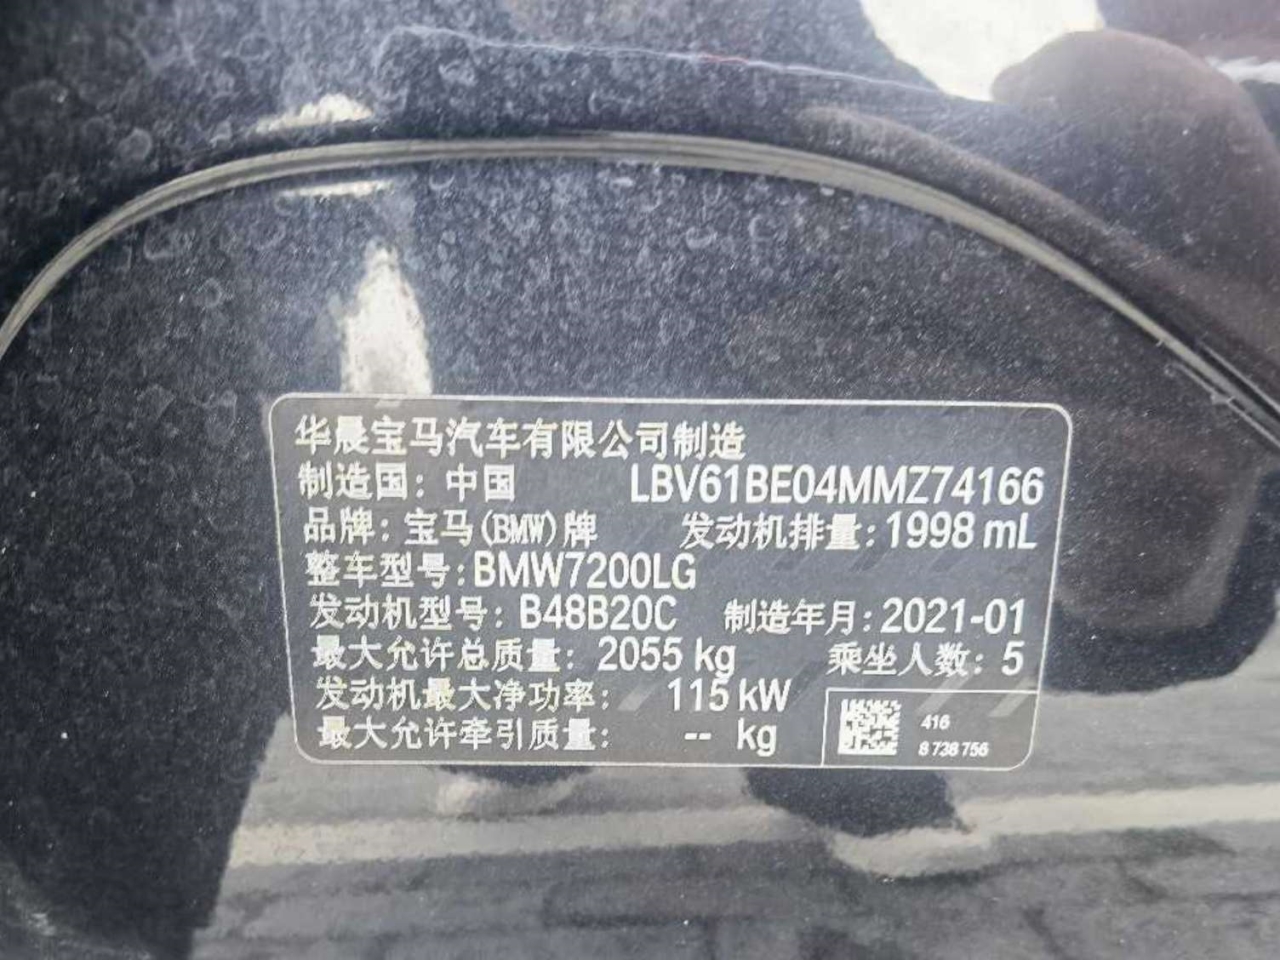 华晨宝马汽车有限公司制造
制造国：中国 LBV61BE04MMZ74166
品牌：宝马(BMW)牌 发动机排量：1998 mL
整车型号：BMW7200LG
发动机型号：B48B20C 制造年月：2021-01
最大允许总质量：2055 kg 乘坐人数：5
发动机最大净功率：115 kW
最大允许牵引质量：-- kg
416
8 738 756